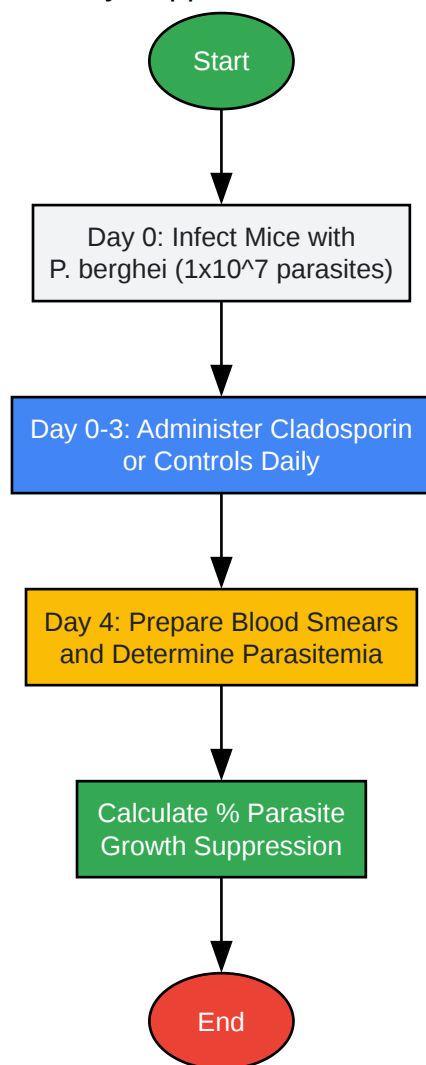 Start
Day 0: Infect Mice with
P. berghei (1x10^7 parasites)
Day 0-3: Administer Cladosporin
or Controls Daily
Day 4: Prepare Blood Smears
and Determine Parasitemia
Calculate % Parasite
Growth Suppression
End